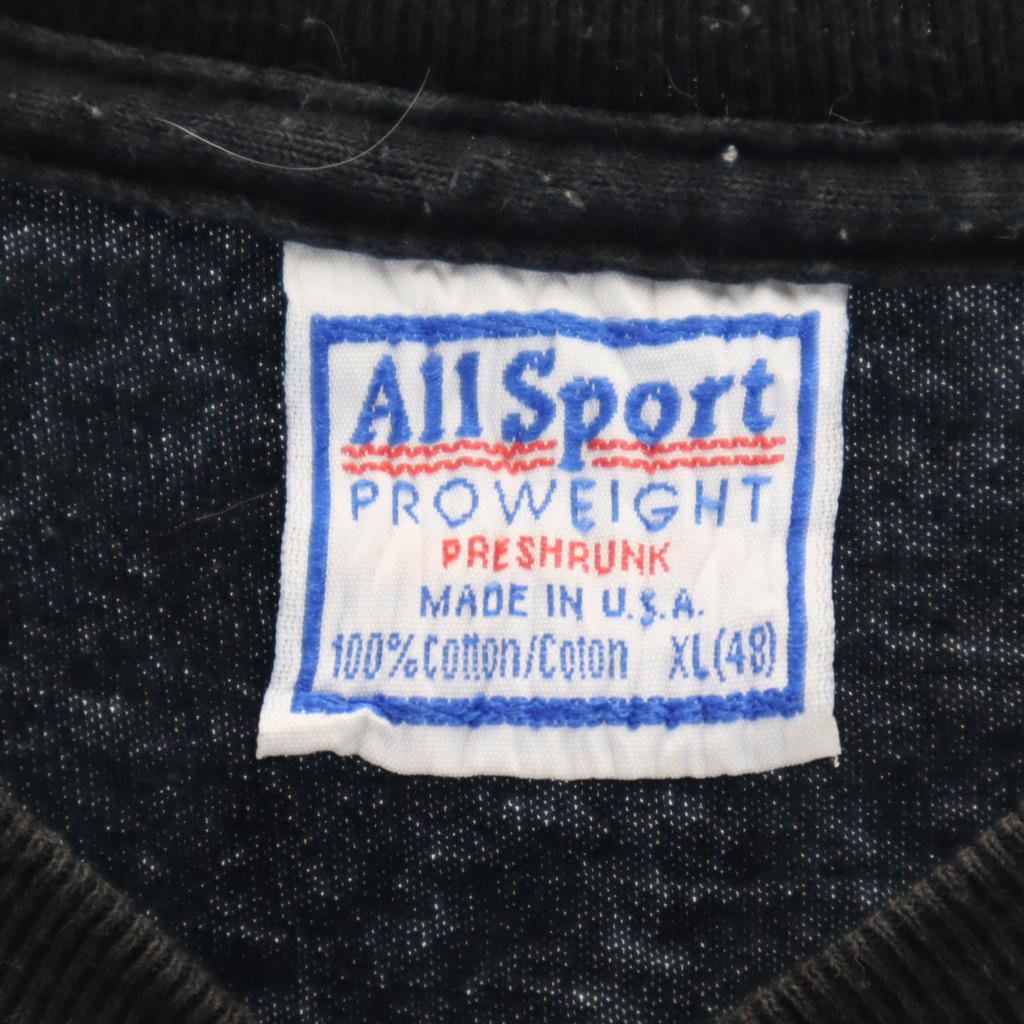 All Sport
PROWEIGHT
PRESHRUNK
MADE IN U.S.A.
100% Cotton/Coton XL(48)